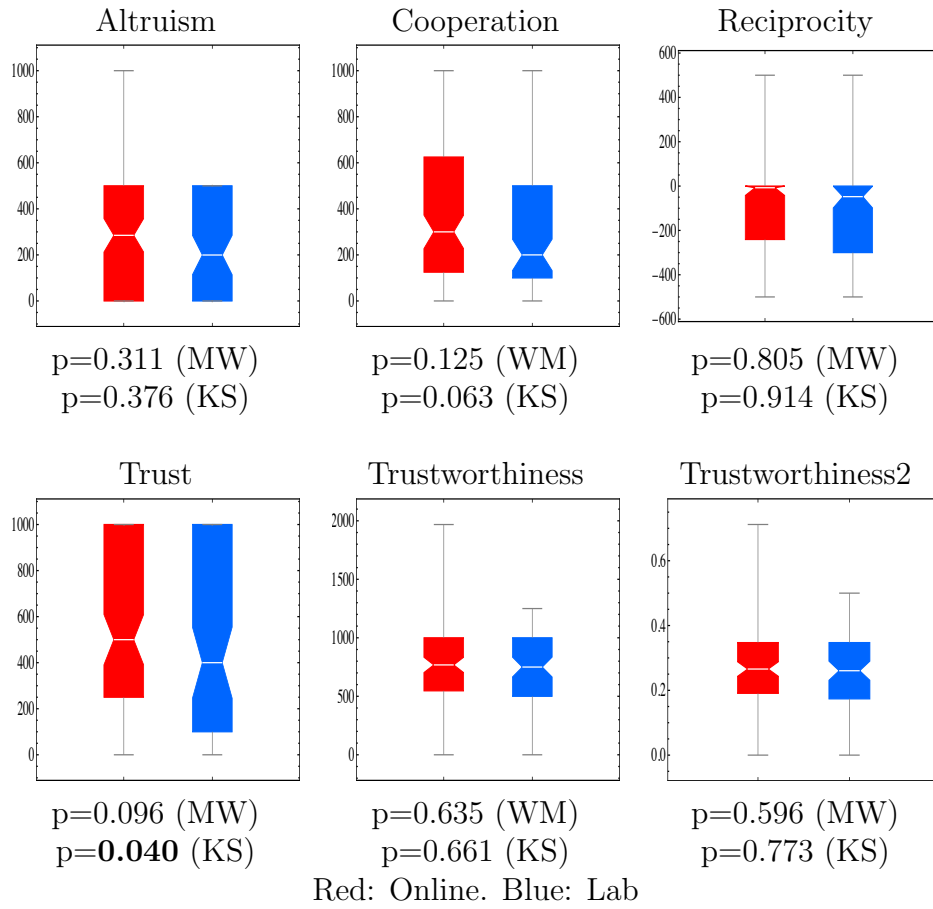 Altruism Cooperation Reciprocity
1000 1000 600
800 800 400
600 600 200
400 400 0
200 200 −200
0 0 −400
−600
p=0.311 (MW) p=0.125 (WM) p=0.805 (MW)
p=0.376 (KS) p=0.063 (KS) p=0.914 (KS)
Trust Trustworthiness Trustworthiness2
1000 2000 0.6
800 1500 0.4
600 1000 0.2
400 500 0.0
200 0
0
p=0.096 (MW) p=0.635 (WM) p=0.596 (MW)
p=0.040 (KS) p=0.661 (KS) p=0.773 (KS)
Red: Online. Blue: Lab